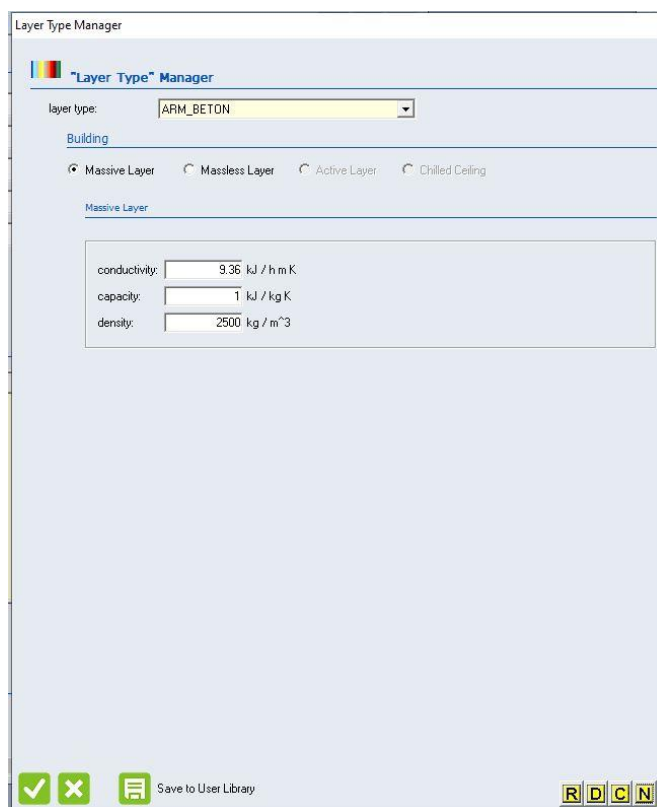 Layer Type Manager
"Layer Type" Manager
layer type: ARM_BETON
Building
Massive Layer Massless Layer Active Layer Chilled Ceiling
Massive Layer
conductivity: 9.36 kJ / h m K
capacity: 1 kJ / kg K
density: 2500 kg / m^3
Save to User Library
R D C N